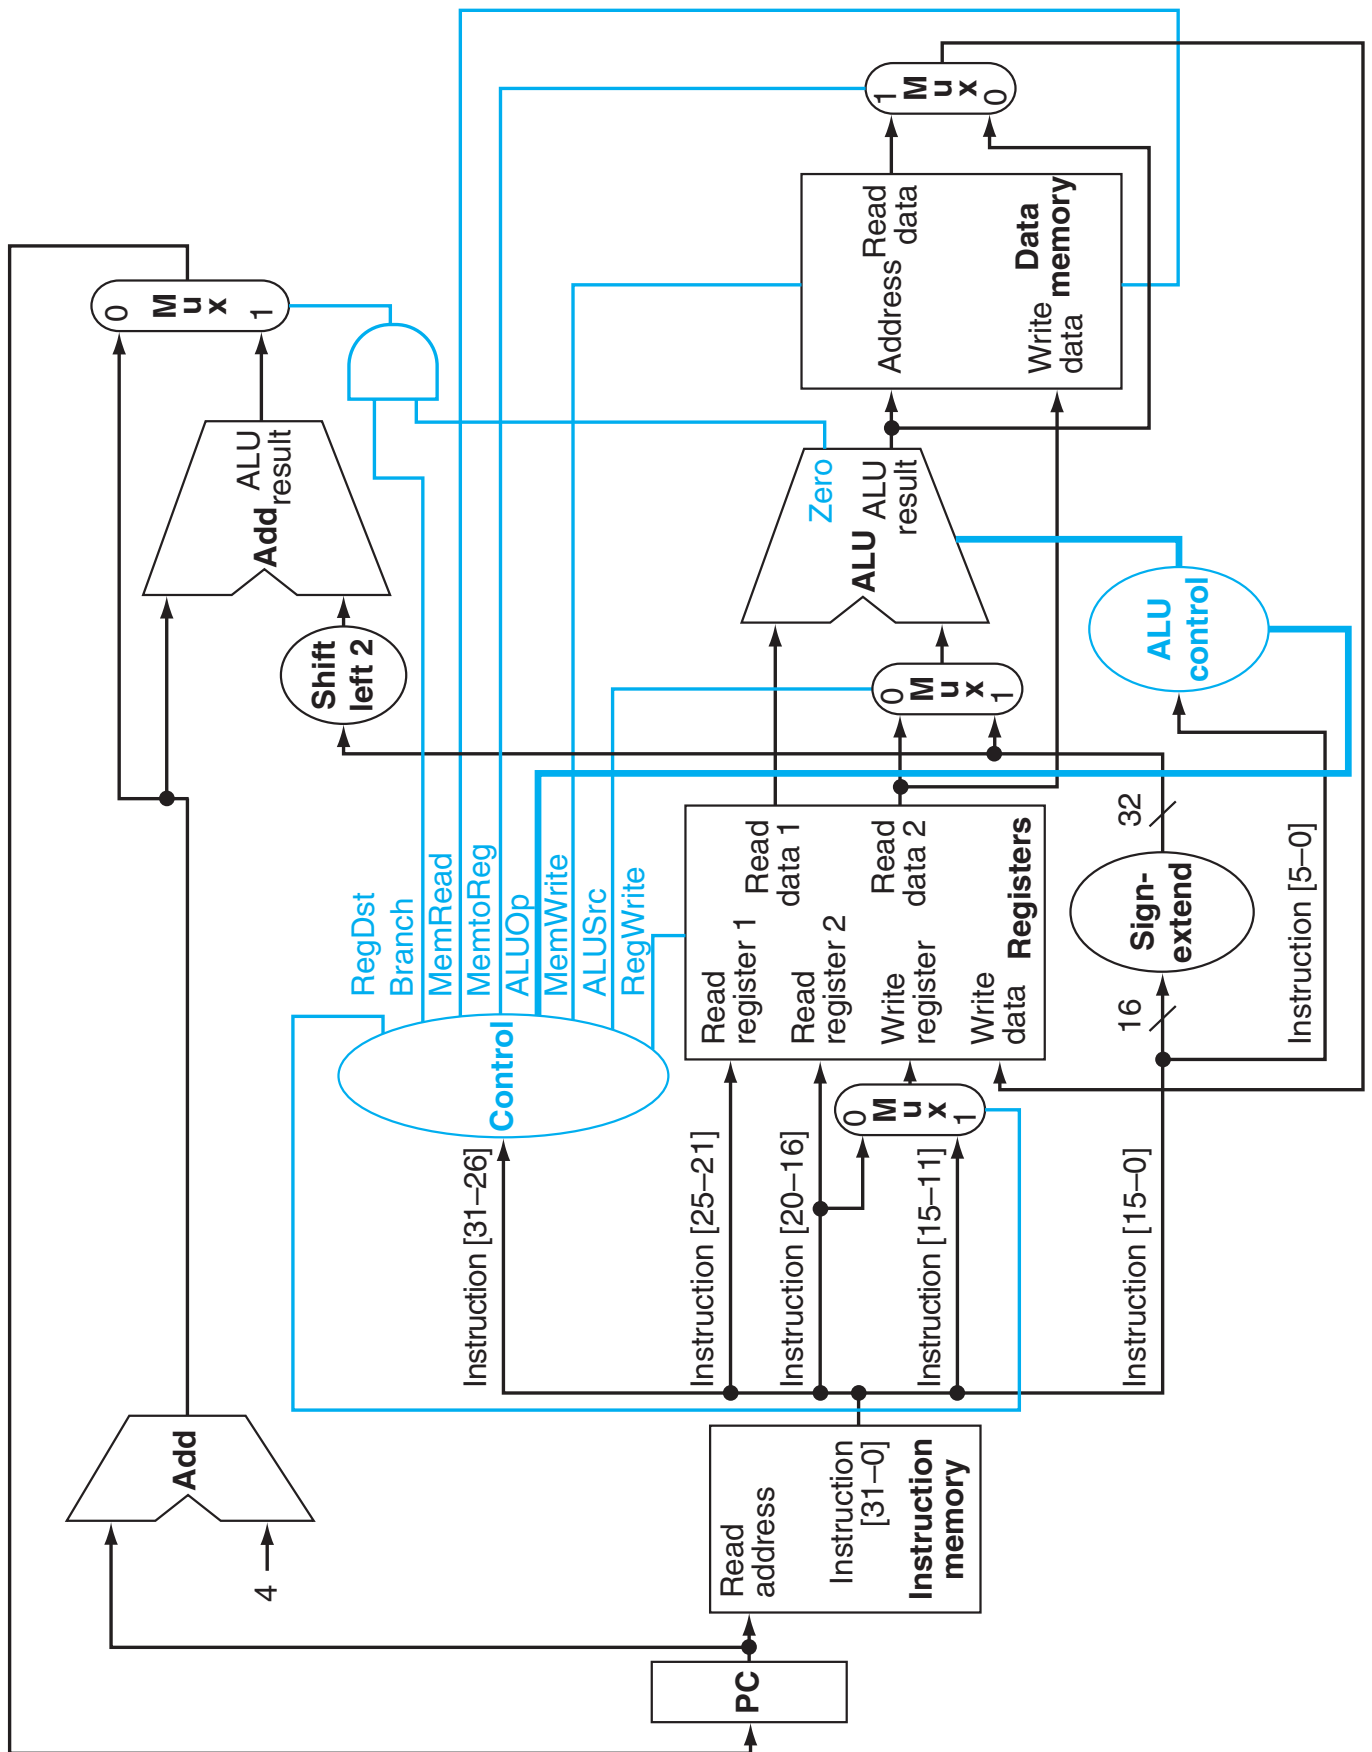 Add
4
PC
Read
address
Instruction
[31–0]
Instruction
memory
Instruction [31–26]
Instruction [25–21]
Instruction [20–16]
Instruction [15–11]
Instruction [15–0]
Instruction [5–0]
Control
RegDst
Branch
MemRead
MemtoReg
ALUOp
MemWrite
ALUSrc
RegWrite
0
M
u
x
1
Read
register 1
Read
register 2
Write
register
Write
data
Read
data 1
Read
data 2
Registers
16
Sign-
extend
32
Shift
left 2
Add
ALU
result
0
M
u
x
1
0
M
u
x
1
ALU
control
Zero
ALU
ALU
result
Address
Write
data
Read
data
Data
memory
1
M
u
x
0